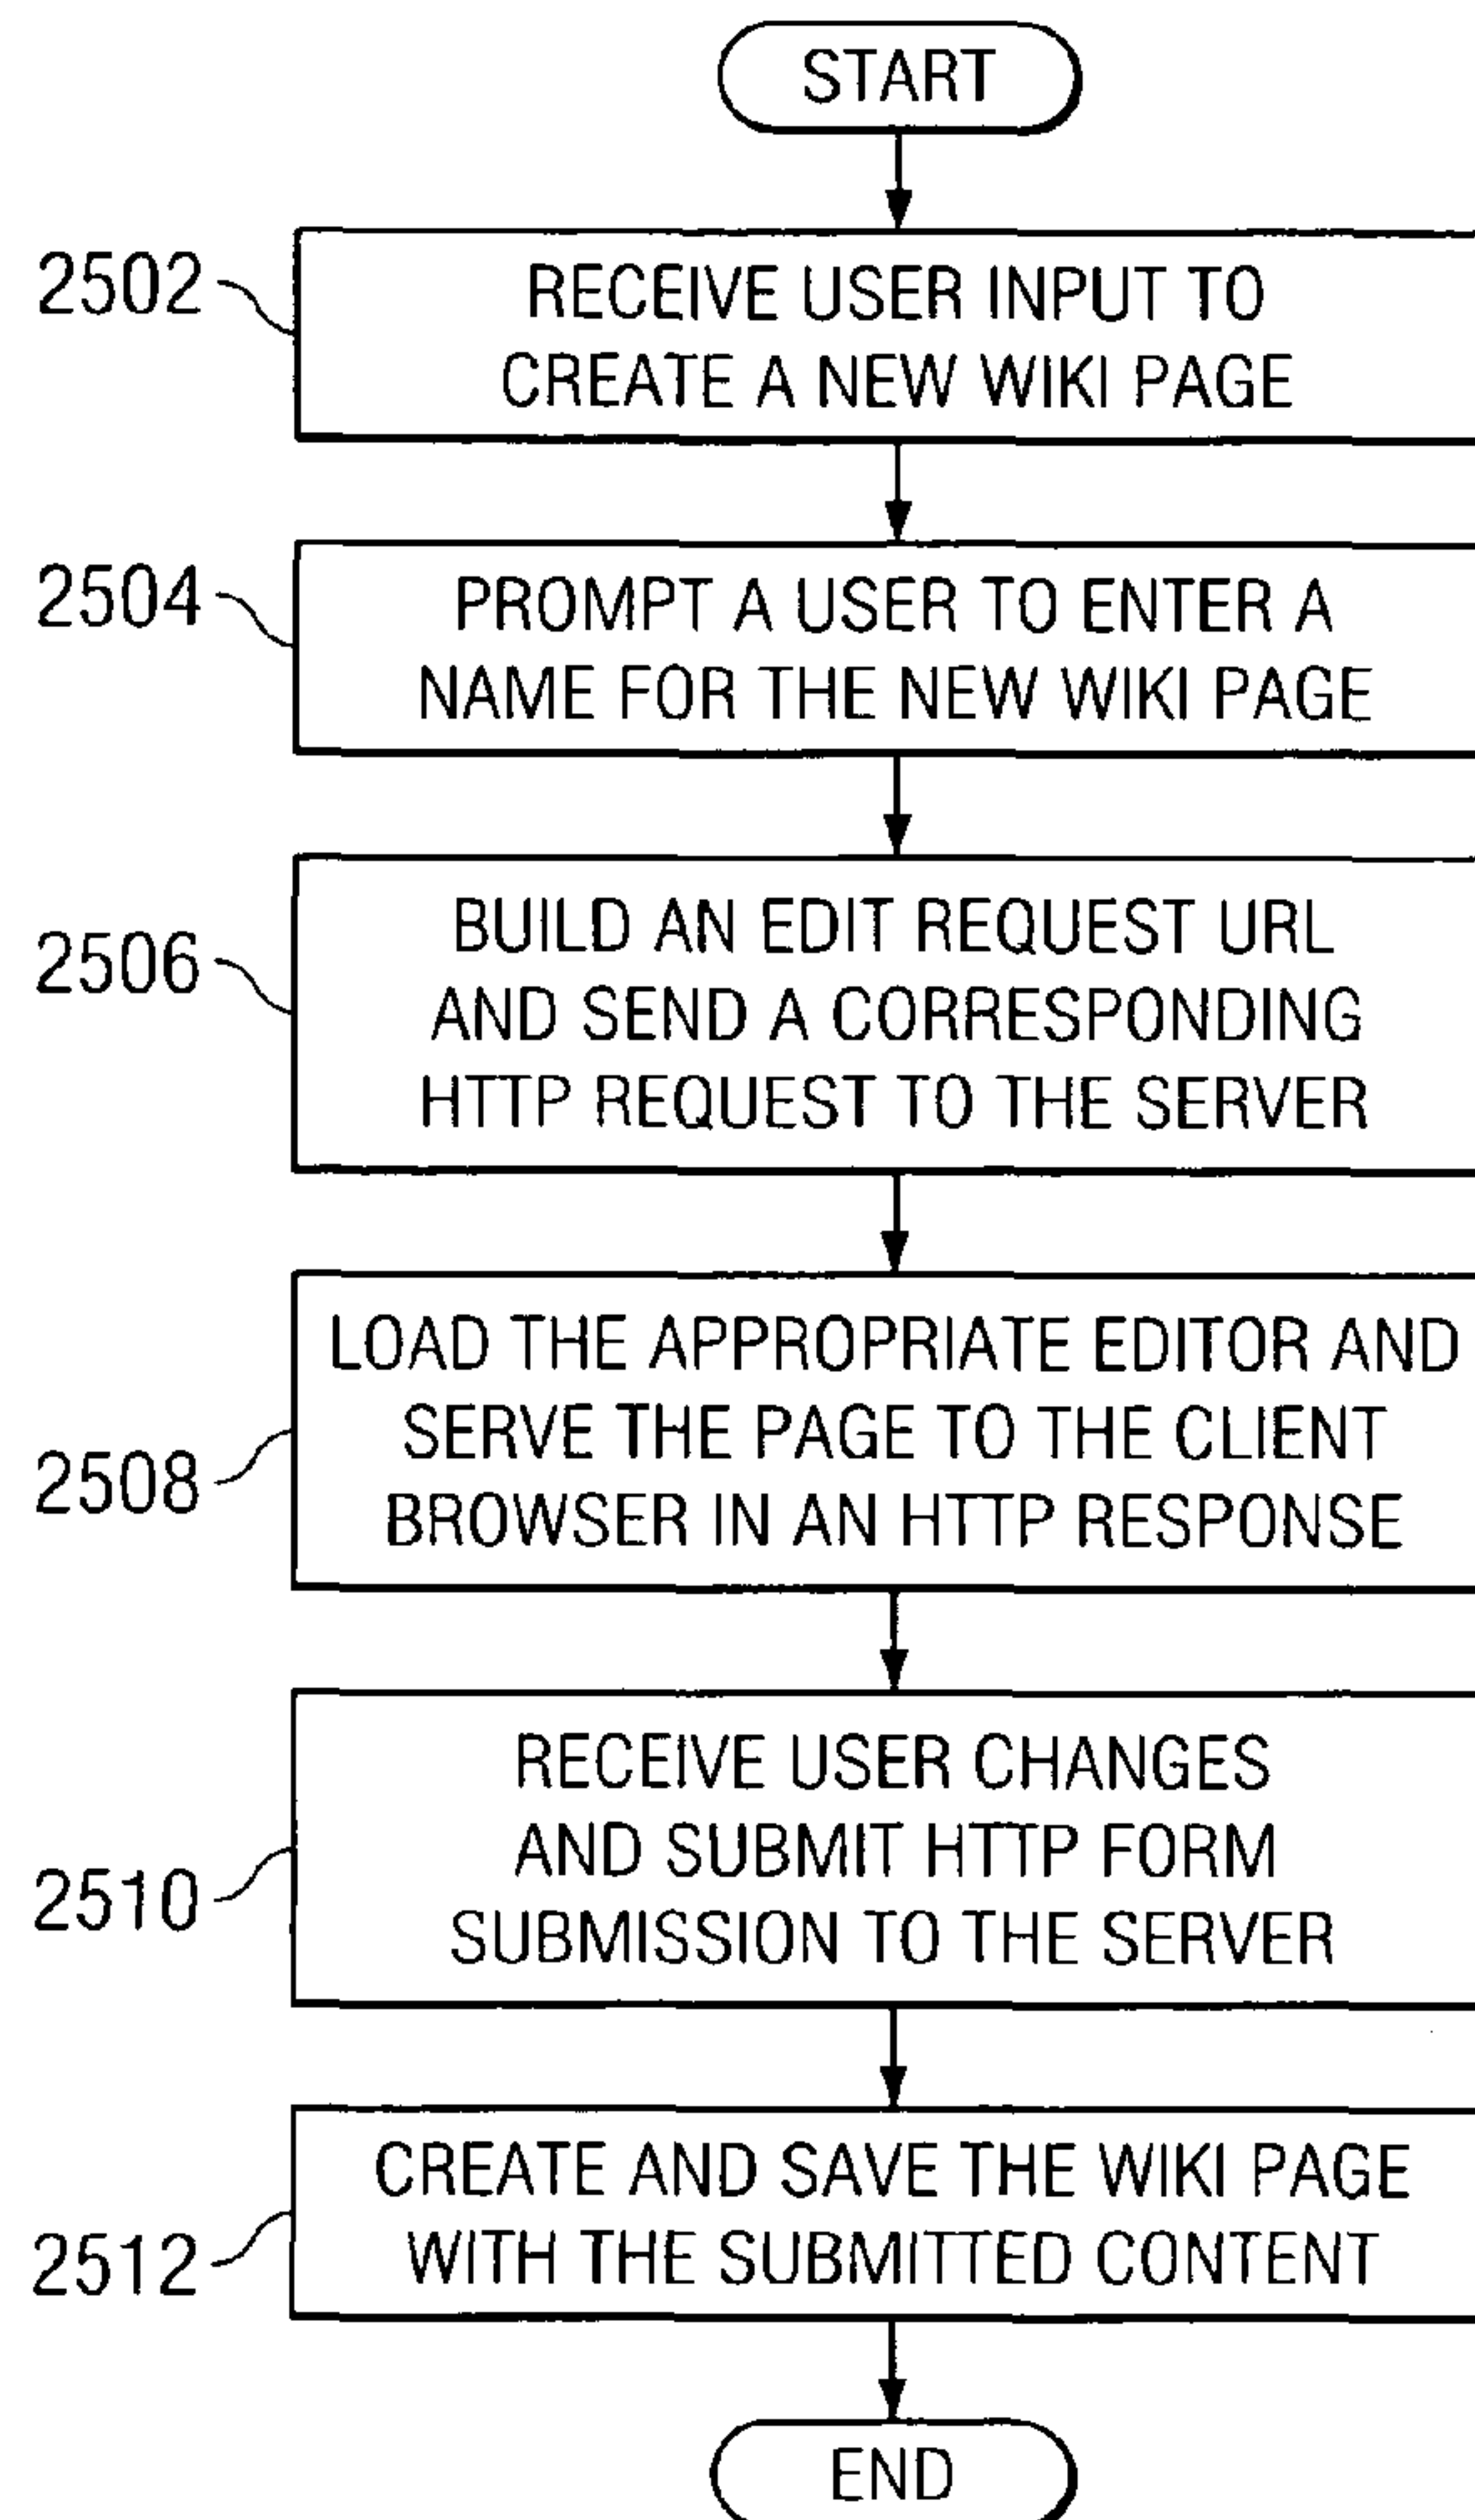 START
2502
RECEIVE USER INPUT TO
CREATE A NEW WIKI PAGE
2504
PROMPT A USER TO ENTER A
NAME FOR THE NEW WIKI PAGE
2506
BUILD AN EDIT REQUEST URL
AND SEND A CORRESPONDING
HTTP REQUEST TO THE SERVER
2508
LOAD THE APPROPRIATE EDITOR AND
SERVE THE PAGE TO THE CLIENT
BROWSER IN AN HTTP RESPONSE
2510
RECEIVE USER CHANGES
AND SUBMIT HTTP FORM
SUBMISSION TO THE SERVER
2512
CREATE AND SAVE THE WIKI PAGE
WITH THE SUBMITTED CONTENT
END